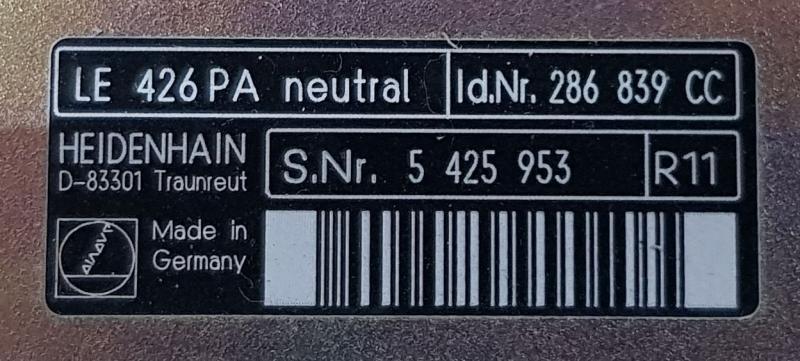 LE 426 PA neutral Id.Nr. 286 839 CC
HEIDENHAIN
D-83301 Traunreut
S.Nr. 5 425 953 R11
Made in
Germany